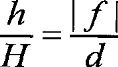 h/H = |f|/d